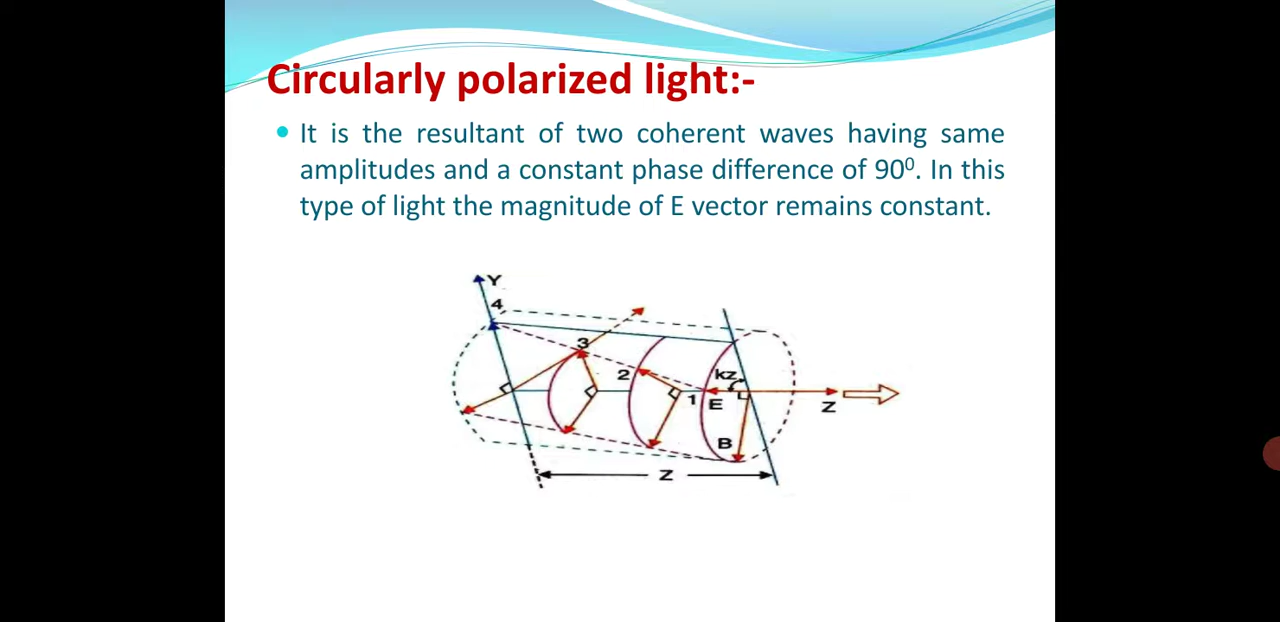 Circularly polarized light:-
It is the resultant of two coherent waves having same
amplitudes and a constant phase difference of 90⁰. In this
type of light the magnitude of E vector remains constant.
Y
4
3
2
kz
1 E
Z
B
Z